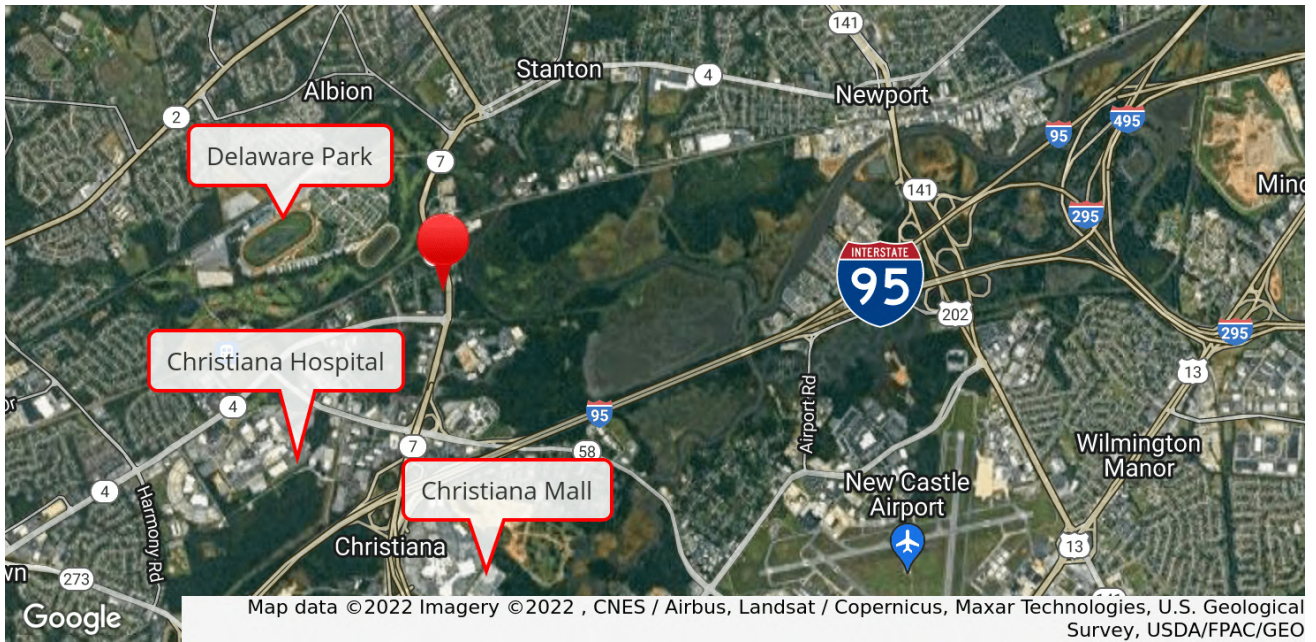 141
Stanton
4
Albion
Newport
2
95
495
Delaware Park
7
141
295
INTERSTATE
95
202
295
Christiana Hospital
13
4
95
Airport Rd
7
58
Wilmington
Manor
Christiana Mall
4
New Castle
Airport
Harmony Rd
Christiana
13
273
Google
Map data ©2022 Imagery ©2022 , CNES / Airbus, Landsat / Copernicus, Maxar Technologies, U.S. Geological
Survey, USDA/FPAC/GEO